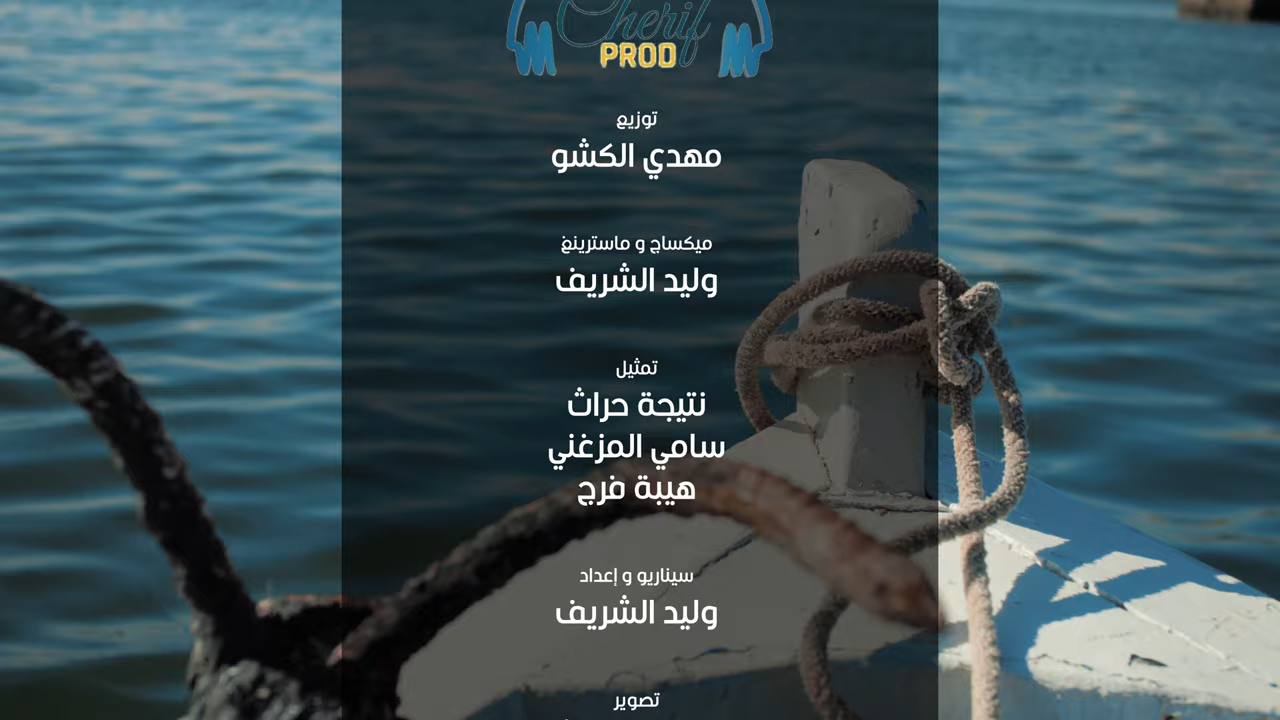 Cherif
PROD
توزيع
مهدي الكشو
ميكساج و ماسترينغ
وليد الشريف
تمثيل
نتيجة حراث
سامي المزغني
هيبة فرج
سيناريو و إعداد
وليد الشريف
تصوير